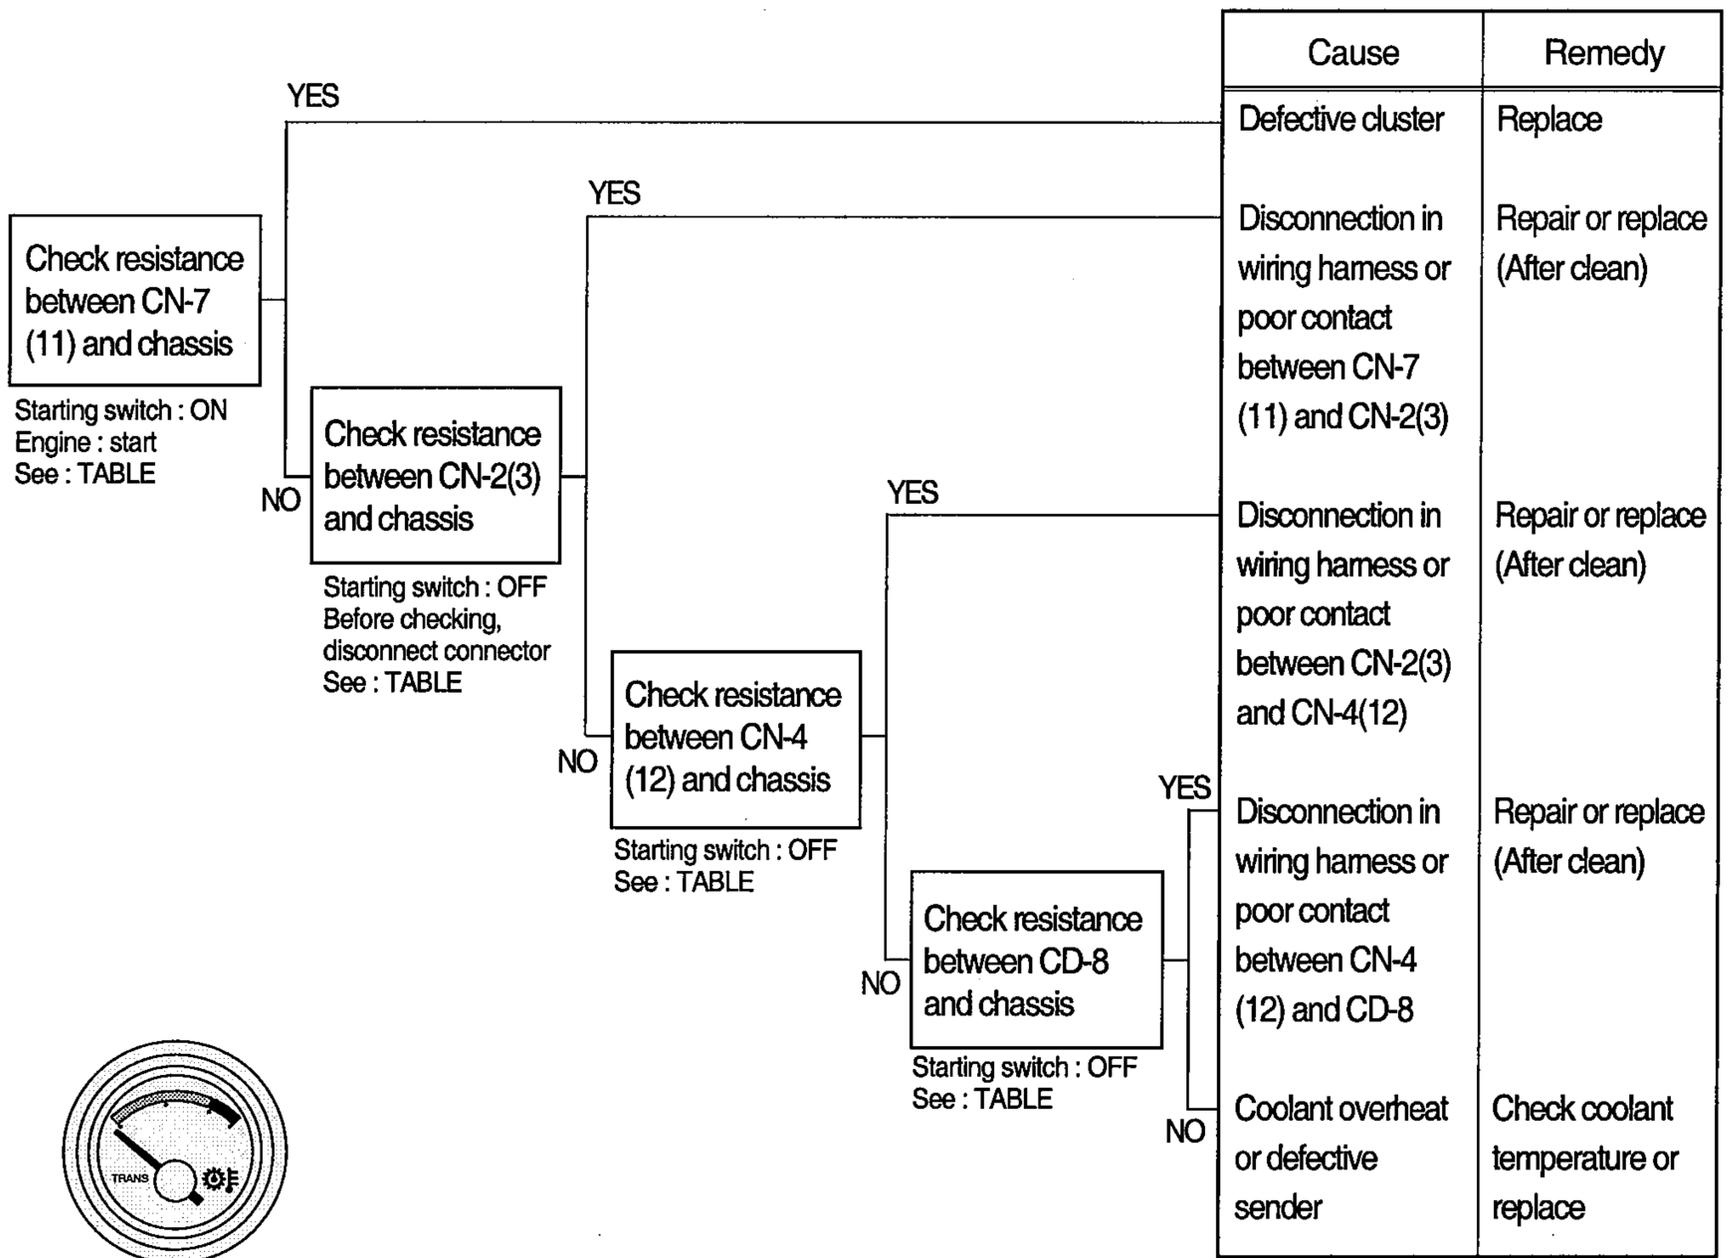 Cause
Remedy
YES
Defective cluster
Replace
YES
Disconnection in
wiring harness or
poor contact
between CN-7
(11) and CN-2(3)
Repair or replace
(After clean)
Check resistance
between CN-7
(11) and chassis
Starting switch : ON
Engine : start
See : TABLE
NO
Check resistance
between CN-2(3)
and chassis
Starting switch : OFF
Before checking,
disconnect connector
See : TABLE
YES
Disconnection in
wiring harness or
poor contact
between CN-2(3)
and CN-4(12)
Repair or replace
(After clean)
NO
Check resistance
between CN-4
(12) and chassis
Starting switch : OFF
See : TABLE
YES
Disconnection in
wiring harness or
poor contact
between CN-4
(12) and CD-8
Repair or replace
(After clean)
NO
Check resistance
between CD-8
and chassis
Starting switch : OFF
See : TABLE
NO
Coolant overheat
or defective
sender
Check coolant
temperature or
replace
TRANS